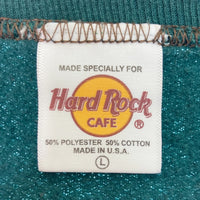 MADE SPECIALLY FOR
Hard Rock
CAFE ®
50% POLYESTER 50% COTTON
MADE IN U.S.A.
L